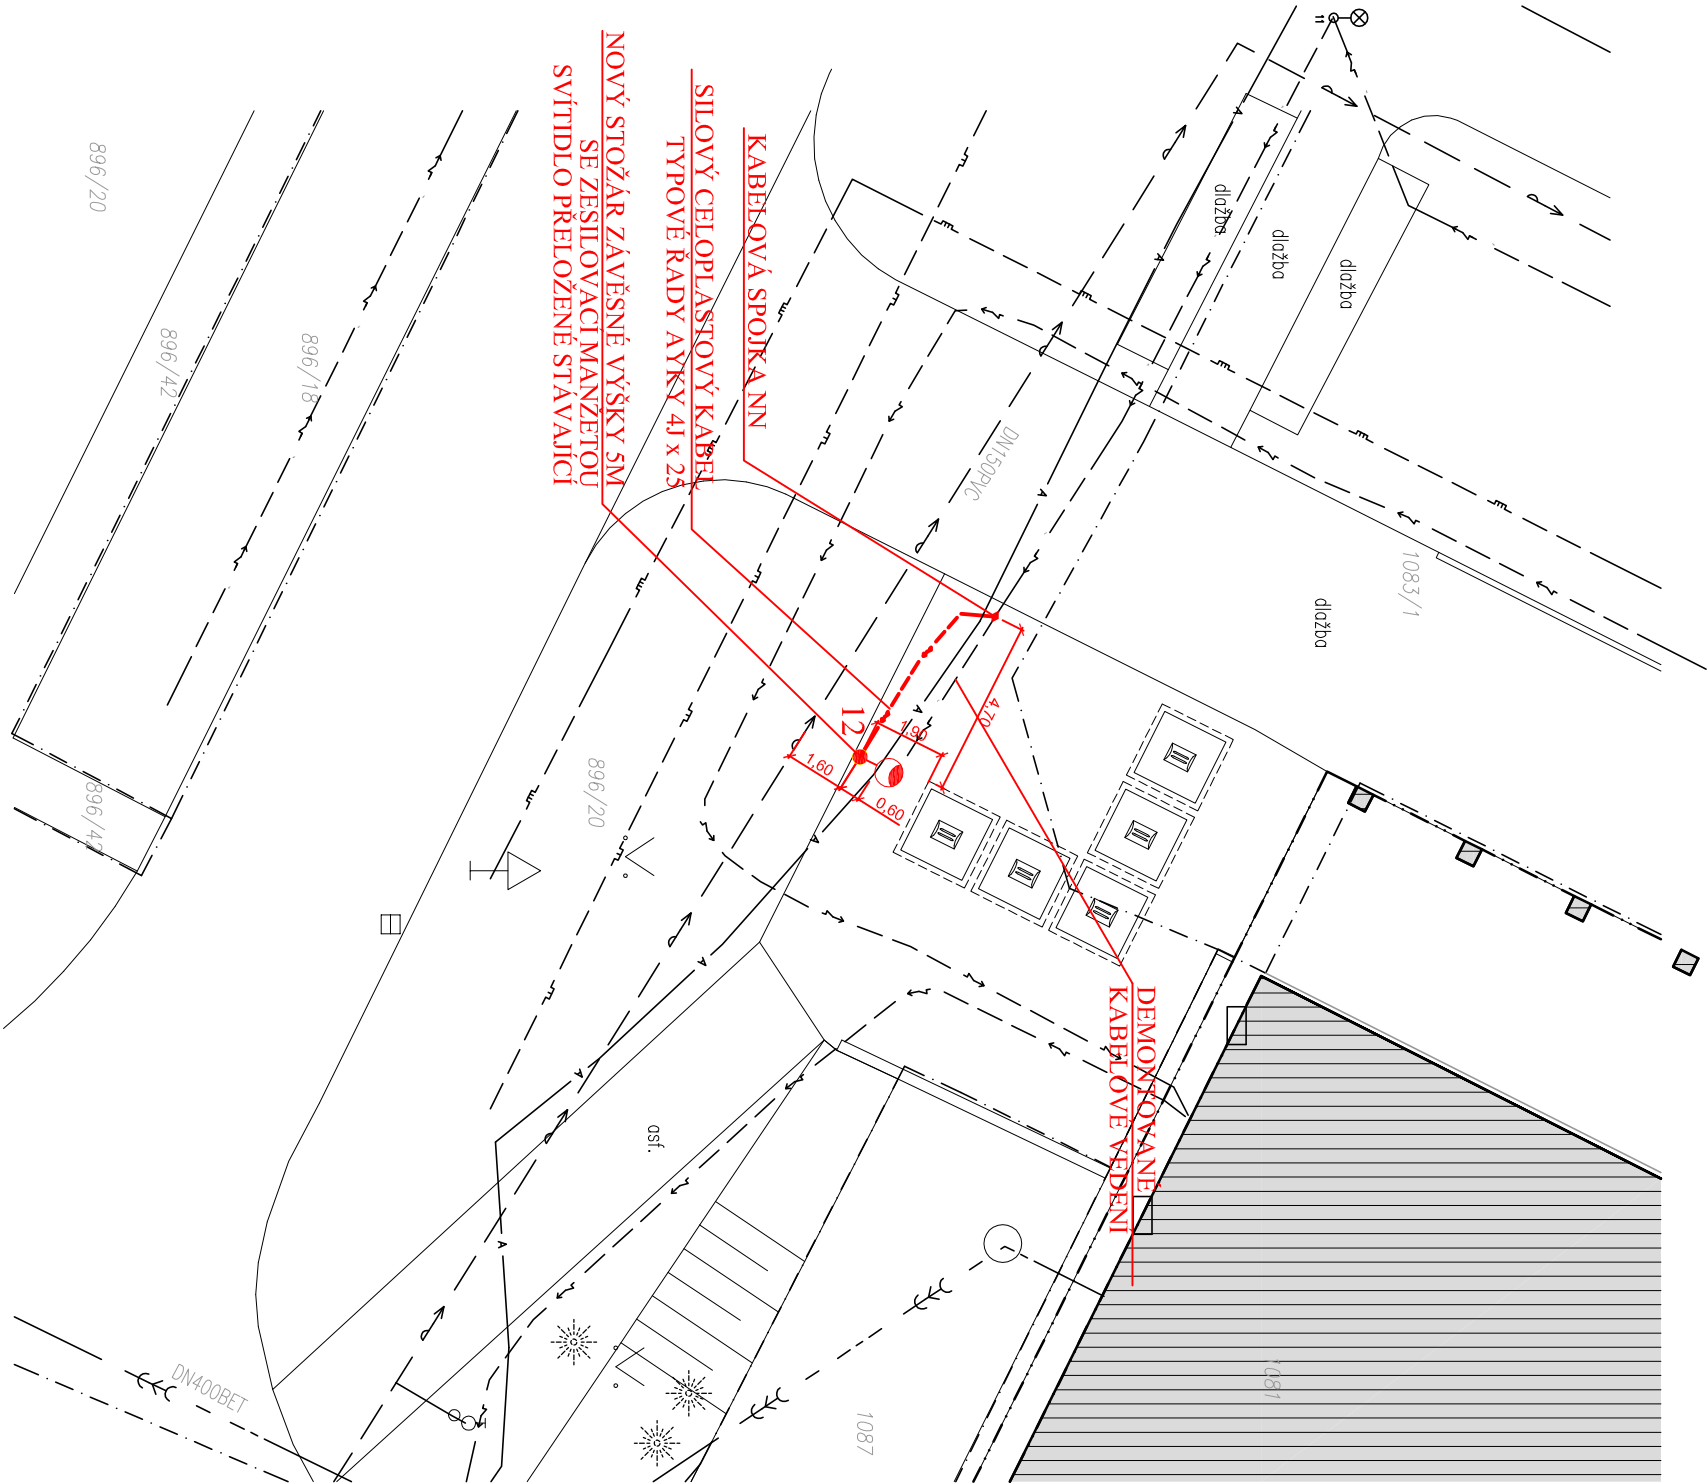 NOVÝ STOŽÁR ZÁVĚSNÉ VÝŠKY 5M
SE ZESILOVACÍ MANŽETOU
SVÍTIDLO PŘELOŽENÉ STÁVAJÍCÍ
SILOVÝ CELOPLASTOVÝ KABEL
TYPOVÉ ŘADY AYKY 4J x 25
KABELOVÁ SPOJKA NN
DEMONTOVANÉ
KABELOVÉ VEDENÍ
12
4,70
1,90
1,60
0,60
11
dlažba
dlažba
dlažba
dlažba
asf.
DN150PVC
DN400BET
896/20
896/42
896/18
896/20
896/42
1083/1
1081
1087
A
A
A
A
A
A
A
A